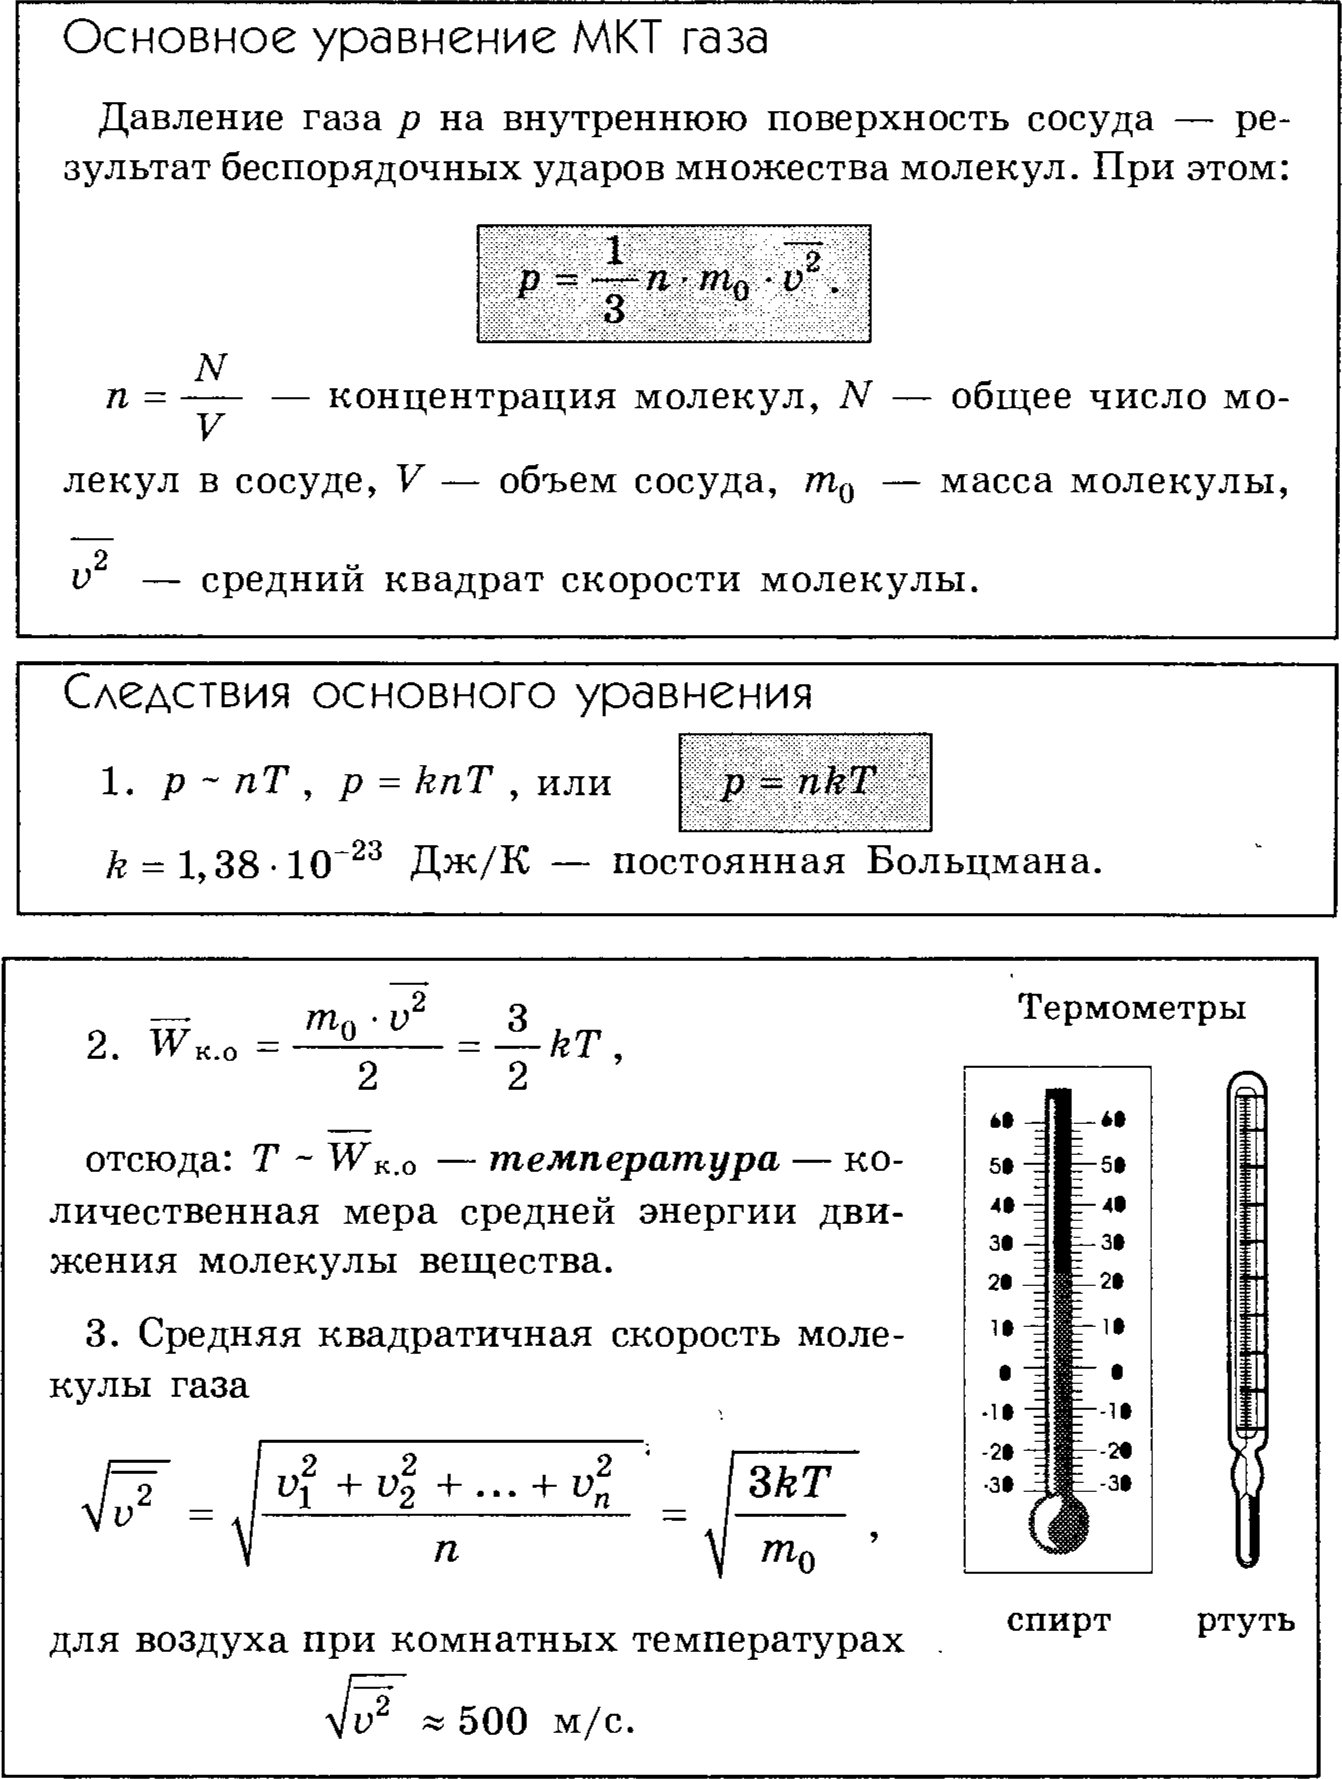 Основное уравнение МКТ газа
Давление газа p на внутреннюю поверхность сосуда — ре-
зультат беспорядочных ударов множества молекул. При этом:
p = 1/3 n · m₀ · v̅².
n = N/V — концентрация молекул, N — общее число мо-
лекул в сосуде, V — объем сосуда, m₀ — масса молекулы,
v̅² — средний квадрат скорости молекулы.
Следствия основного уравнения
1. p ~ nT , p = knT , или p = nkT
k = 1,38 · 10⁻²³ Дж/К — постоянная Больцмана.
2. W̅к.о = m₀ · v̅² / 2 = 3/2 kT ,
отсюда: T ~ W̅к.о — температура — ко-
личественная мера средней энергии дви-
жения молекулы вещества.
3. Средняя квадратичная скорость моле-
кулы газа
√v̅² = √((v₁² + v₂² + ... + vₙ²) / n) = √(3kT / m₀) ,
для воздуха при комнатных температурах
√v̅² ≈ 500 м/с.
Термометры
60 60
50 50
40 40
30 30
20 20
10 10
0 0
-10 -10
-20 -20
-30 -30
спирт ртуть